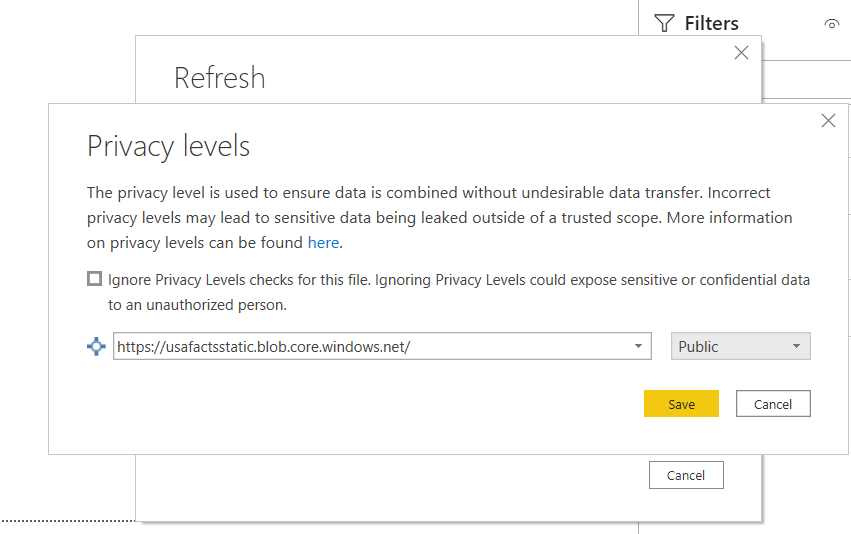 Filters
Refresh
Privacy levels
The privacy level is used to ensure data is combined without undesirable data transfer. Incorrect
privacy levels may lead to sensitive data being leaked outside of a trusted scope. More information
on privacy levels can be found here.
Ignore Privacy Levels checks for this file. Ignoring Privacy Levels could expose sensitive or confidential data
to an unauthorized person.
https://usafactsstatic.blob.core.windows.net/ Public
Save Cancel
Cancel